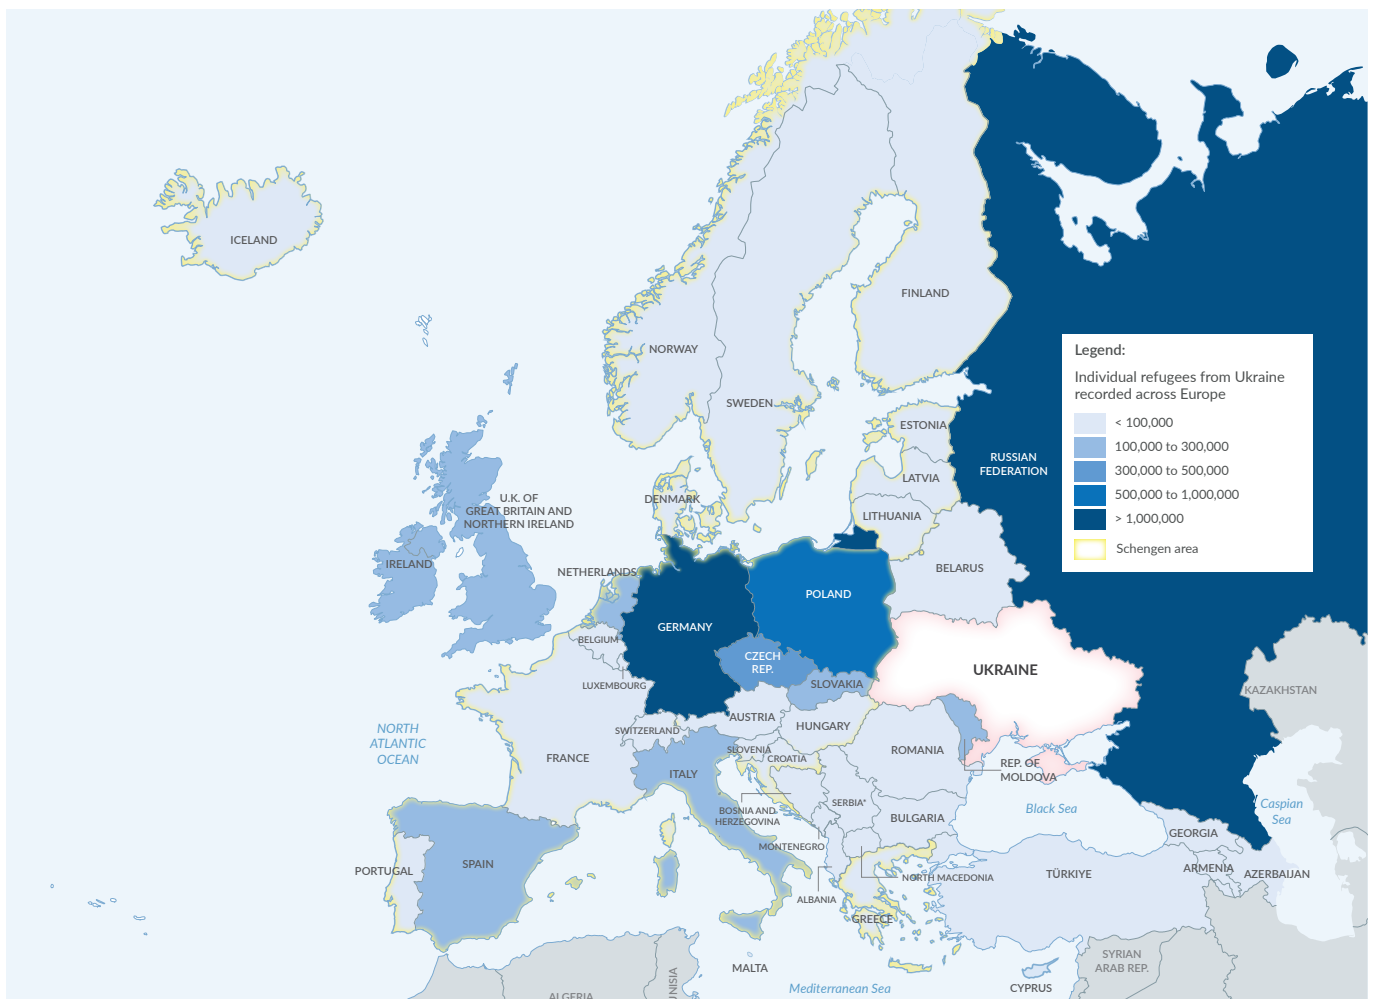 ICELAND
FINLAND
NORWAY
SWEDEN
ESTONIA
LATVIA
LITHUANIA
DENMARK
RUSSIAN
FEDERATION
Legend:
Individual refugees from Ukraine
recorded across Europe
< 100,000
100,000 to 300,000
300,000 to 500,000
500,000 to 1,000,000
> 1,000,000
Schengen area
U.K. OF
GREAT BRITAIN AND
NORTHERN IRELAND
IRELAND
NETHERLANDS
BELARUS
POLAND
GERMANY
BELGIUM
CZECH
REP.
UKRAINE
LUXEMBOURG
SLOVAKIA
KAZAKHSTAN
NORTH
ATLANTIC
OCEAN
SWITZERLAND
AUSTRIA
HUNGARY
FRANCE
SLOVENIA
CROATIA
ROMANIA
REP. OF
MOLDOVA
ITALY
BOSNIA AND
HERZEGOVINA
SERBIA*
BULGARIA
Black Sea
Caspian
Sea
GEORGIA
MONTENEGRO
PORTUGAL
SPAIN
NORTH MACEDONIA
TÜRKIYE
ARMENIA
AZERBAIJAN
ALBANIA
GREECE
MALTA
Mediterranean Sea
CYPRUS
SYRIAN
ARAB REP.
ALGERIA
NISIA